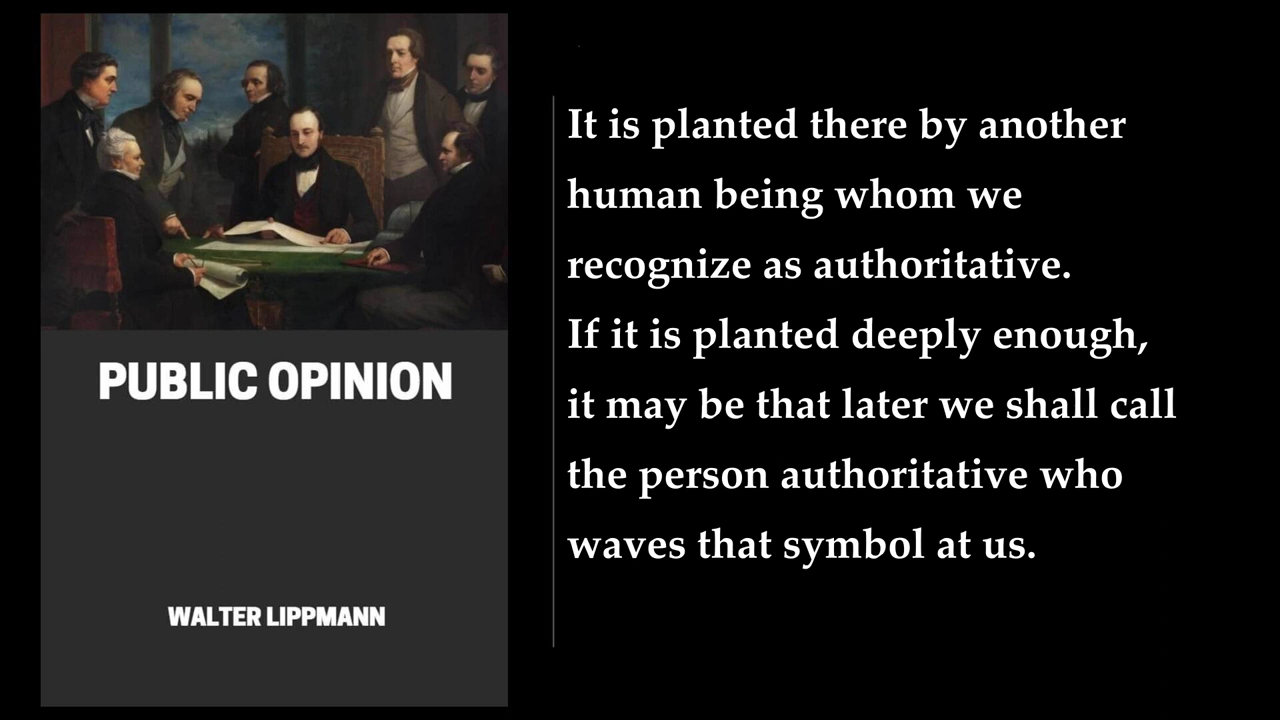 PUBLIC OPINION
WALTER LIPPMANN
It is planted there by another
human being whom we
recognize as authoritative.
If it is planted deeply enough,
it may be that later we shall call
the person authoritative who
waves that symbol at us.